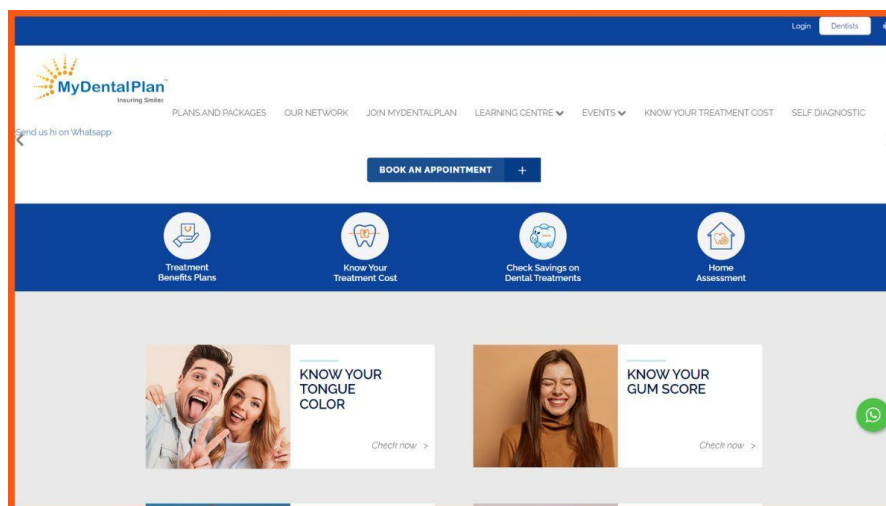 Login
Dentists
MyDentalPlan
Insuring Smiles
PLANS AND PACKAGES
OUR NETWORK
JOIN MYDENTALPLAN
LEARNING CENTRE
EVENTS
KNOW YOUR TREATMENT COST
SELF DIAGNOSTIC
Send us hi on Whatsapp
BOOK AN APPOINTMENT +
Treatment
Benefits Plans
Know Your
Treatment Cost
Check Savings on
Dental Treatments
Home
Assessment
KNOW YOUR
TONGUE
COLOR
Check now >
KNOW YOUR
GUM SCORE
Check now >